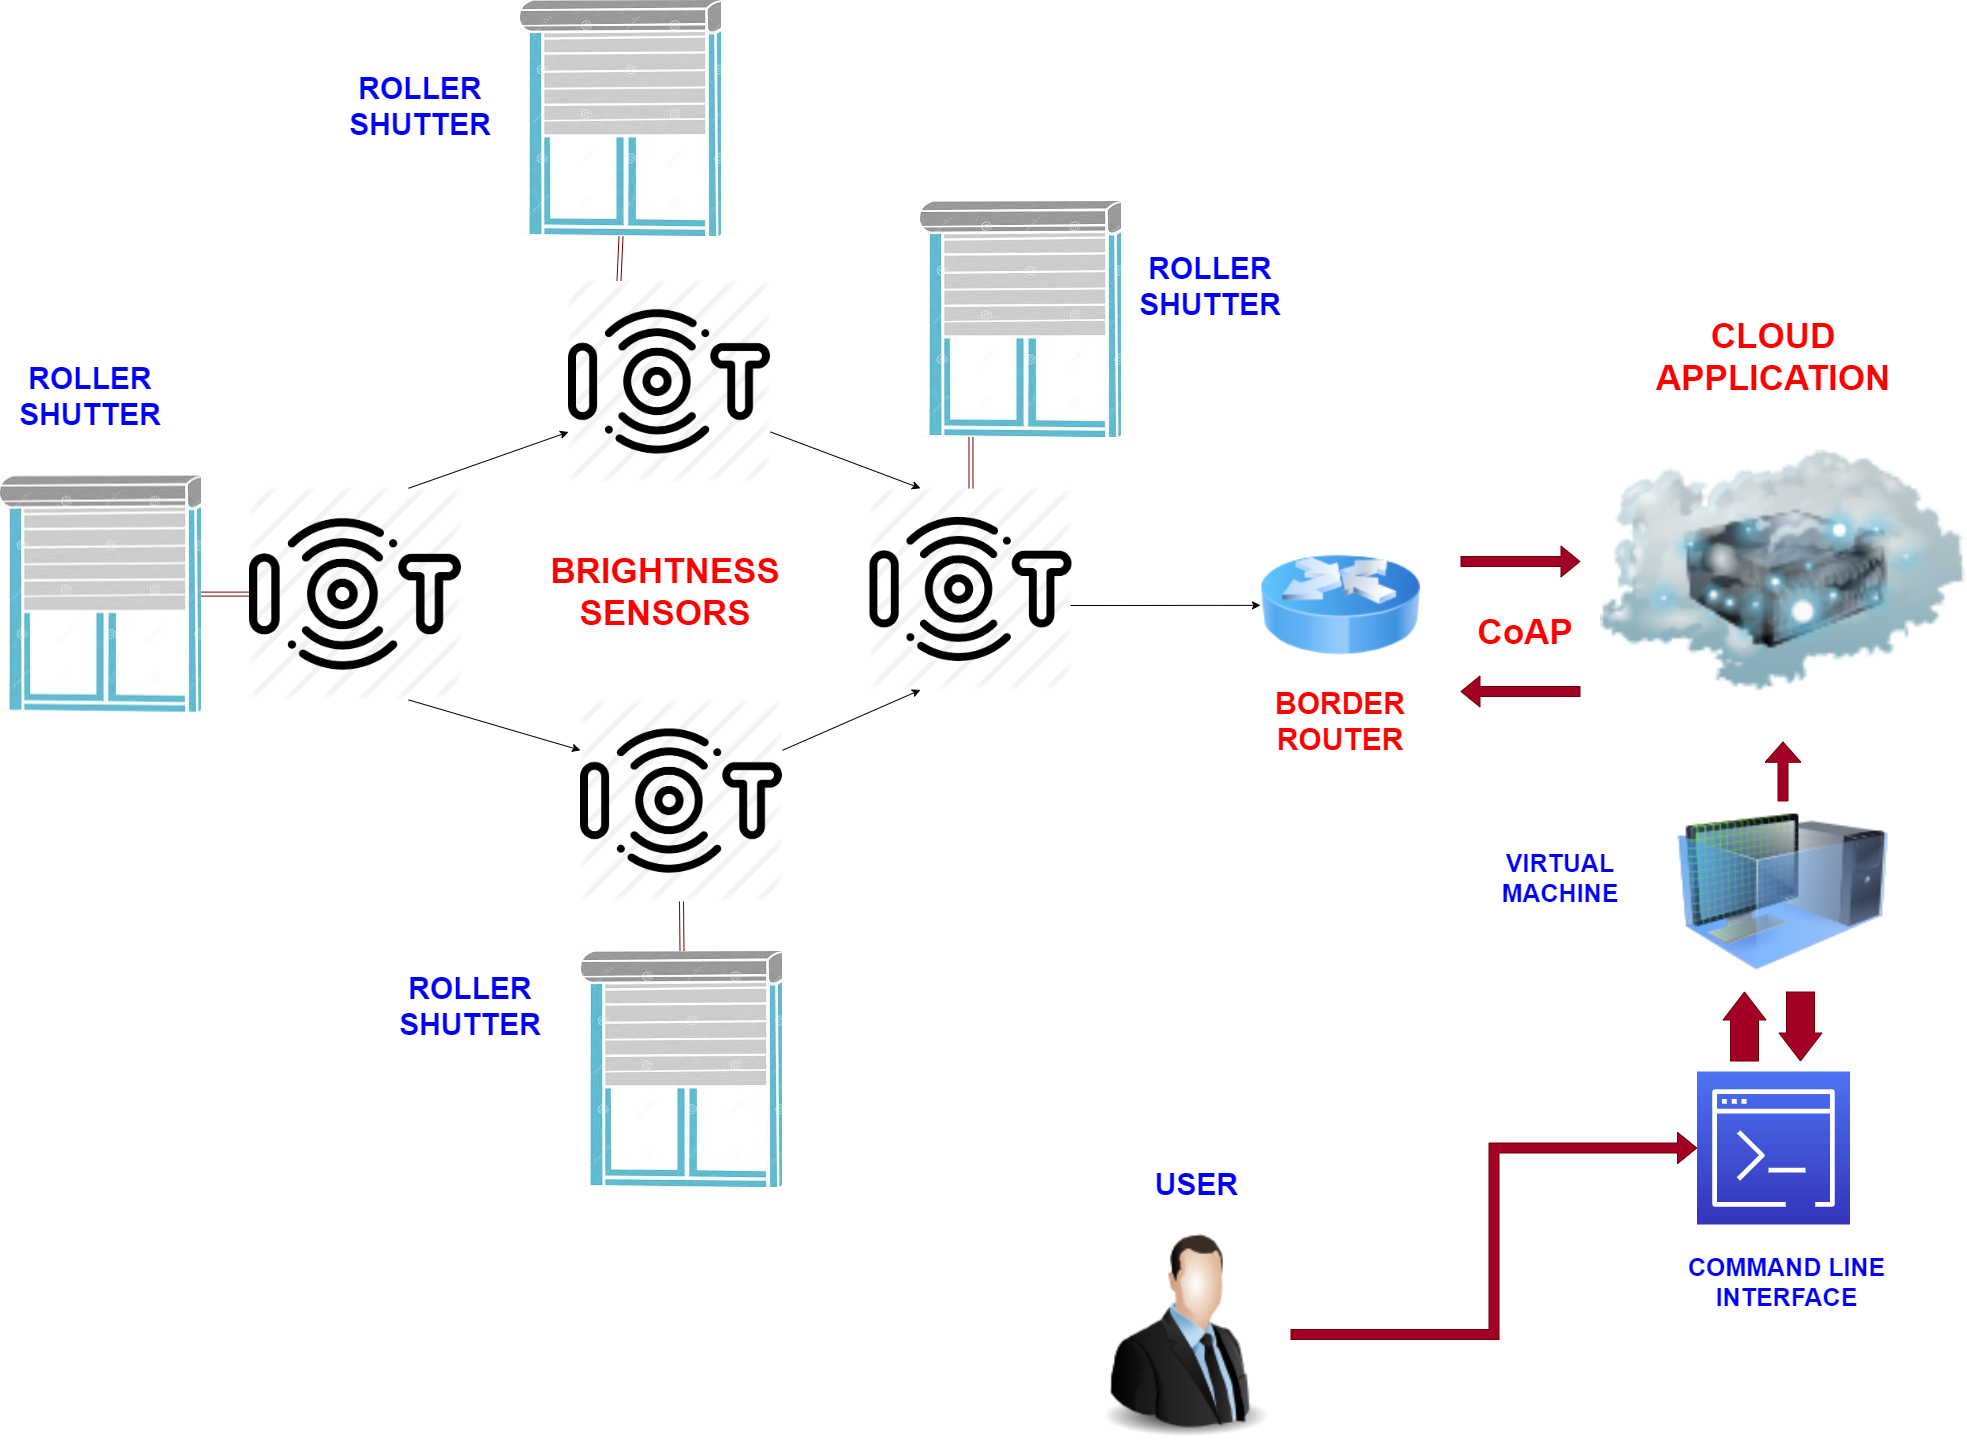 ROLLER
SHUTTER
ROLLER
SHUTTER
CLOUD
APPLICATION
ROLLER
SHUTTER
IOT
IOT
BRIGHTNESS
SENSORS
IOT
CoAP
BORDER
ROUTER
IOT
VIRTUAL
MACHINE
ROLLER
SHUTTER
USER
COMMAND LINE
INTERFACE